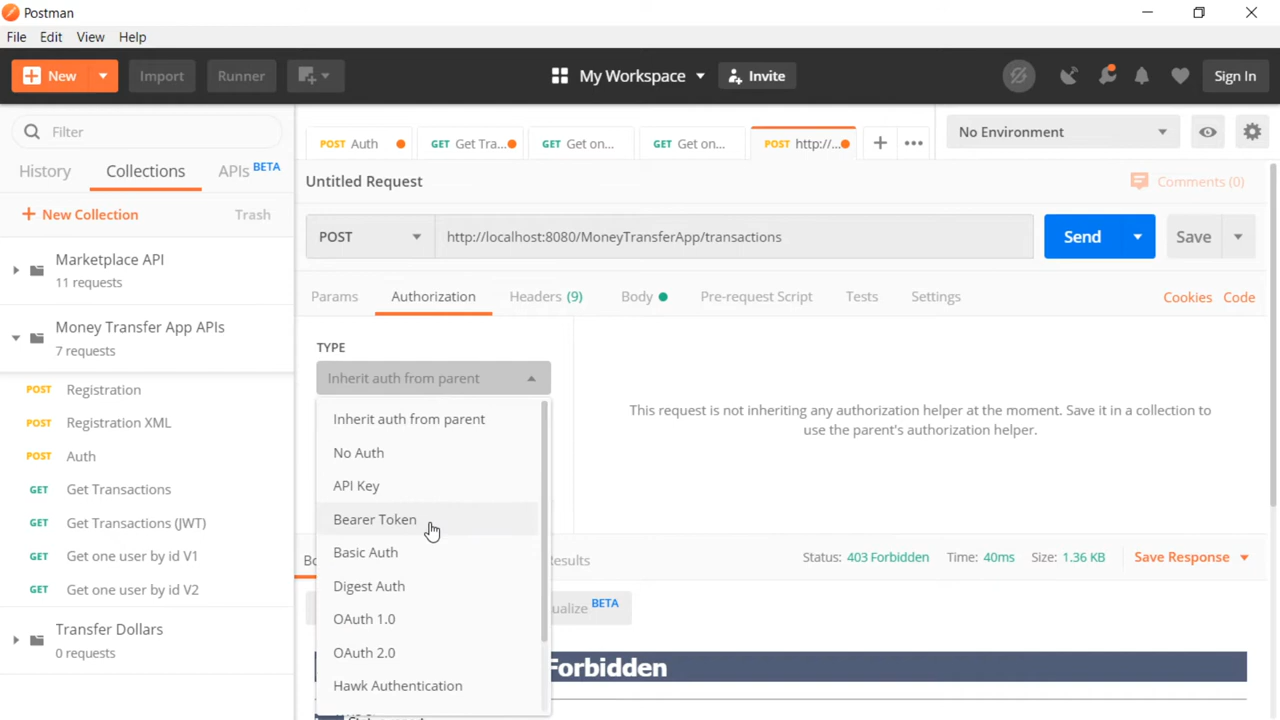 Postman
File Edit View Help
New Import Runner My Workspace Invite Sign In
Filter
History Collections APIs BETA
New Collection Trash
Marketplace API
11 requests
Money Transfer App APIs
7 requests
POST Registration
POST Registration XML
POST Auth
GET Get Transactions
GET Get Transactions (JWT)
GET Get one user by id V1
GET Get one user by id V2
Transfer Dollars
0 requests
POST Auth GET Get Tra... GET Get on... GET Get on... POST http://... No Environment
Untitled Request Comments (0)
POST http://localhost:8080/MoneyTransferApp/transactions Send Save
Params Authorization Headers (9) Body Pre-request Script Tests Settings Cookies Code
TYPE
Inherit auth from parent
Inherit auth from parent
No Auth
API Key
Bearer Token
Basic Auth
Digest Auth
OAuth 1.0
OAuth 2.0
Hawk Authentication
This request is not inheriting any authorization helper at the moment. Save it in a collection to
use the parent's authorization helper.
Status: 403 Forbidden Time: 40ms Size: 1.36 KB Save Response
BETA
Forbidden